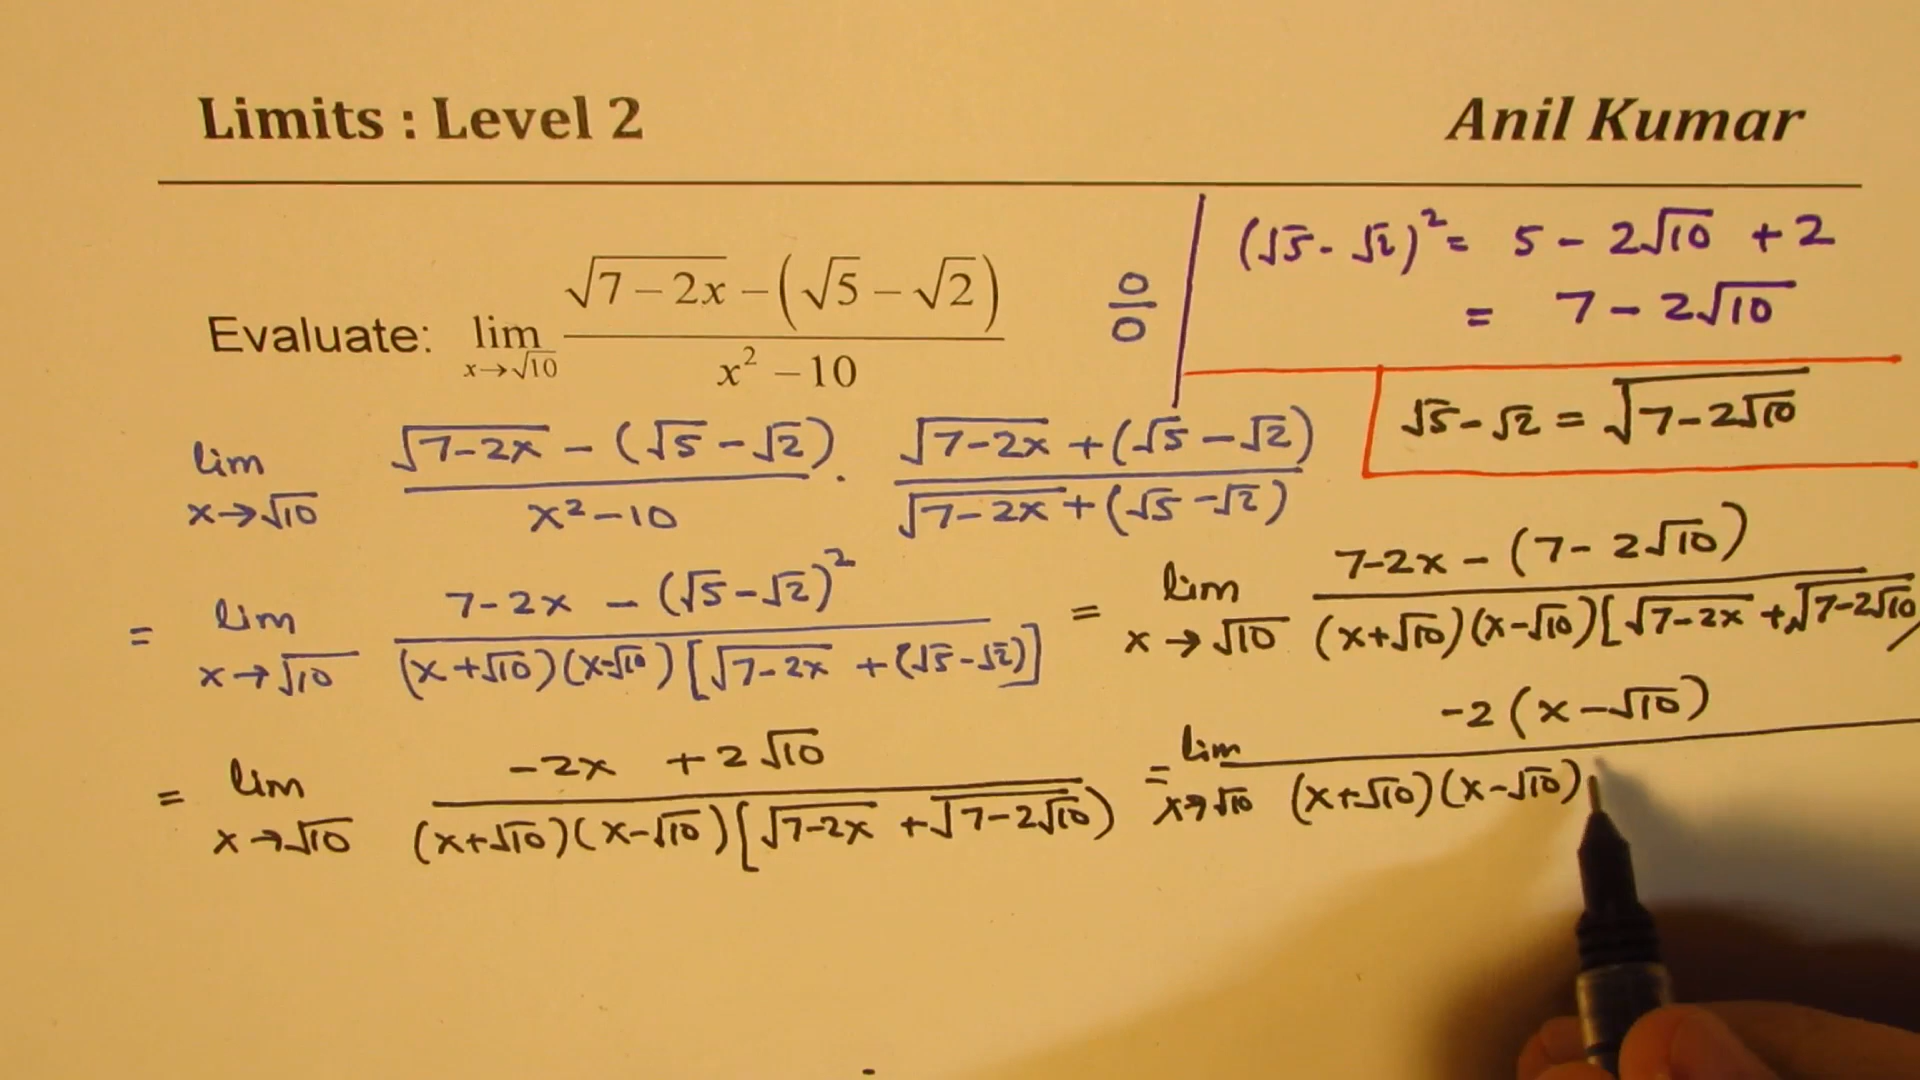 Limits : Level 2
Anil Kumar
Evaluate: lim x→√10 (√(7 − 2x) − (√5 − √2)) / (x² − 10)
0/0
(√5 - √2)² = 5 - 2√10 + 2
= 7 - 2√10
√5 - √2 = √(7 - 2√10)
lim x→√10 (√(7-2x) - (√5 - √2)) / (x² - 10) . (√(7-2x) + (√5 - √2)) / (√(7-2x) + (√5 - √2))
= lim x→√10 (7-2x - (√5 - √2)²) / ((x+√10)(x-√10)[√(7-2x) + (√5-√2)])
= lim x→√10 (7-2x - (7 - 2√10)) / ((x+√10)(x-√10)[√(7-2x) + √(7-2√10)
= lim x→√10 (-2x + 2√10) / ((x+√10)(x-√10)[√(7-2x) + √(7-2√10))
= lim x→√10 -2(x - √10) / (x+√10)(x-√10)